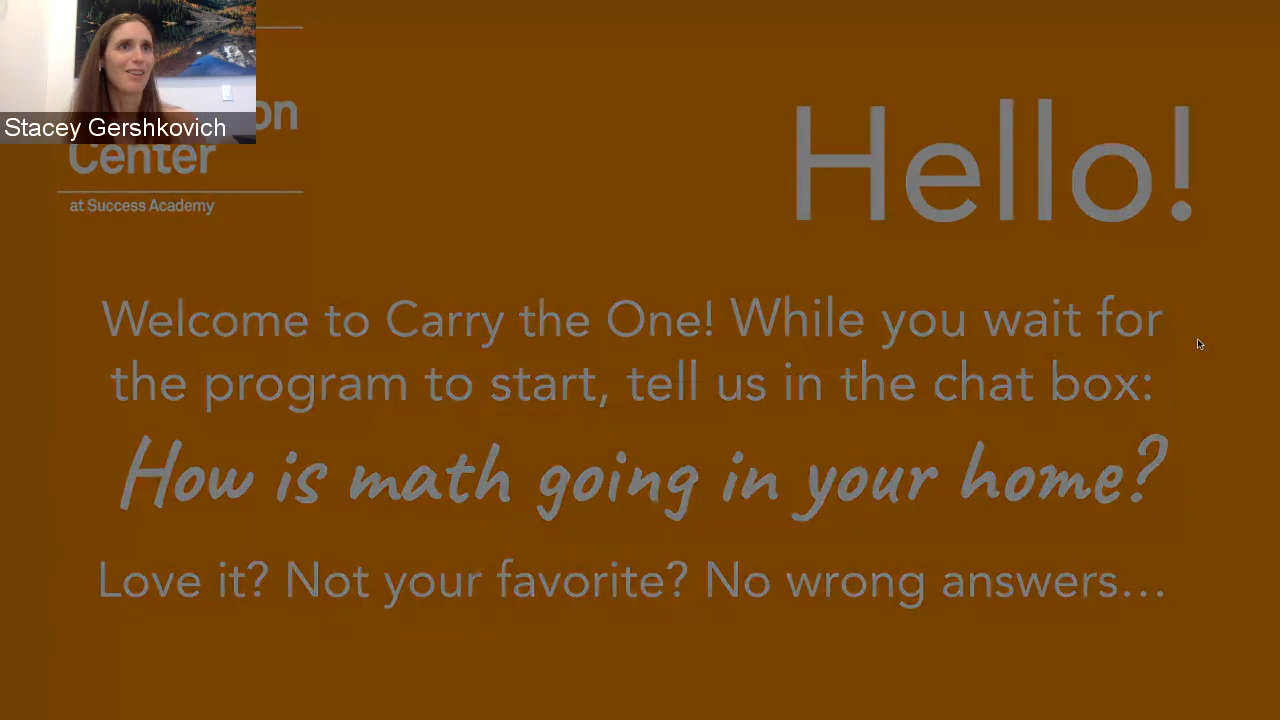 Stacey Gershkovich
Center
at Success Academy
Hello!
Welcome to Carry the One! While you wait for
the program to start, tell us in the chat box:
How is math going in your home?
Love it? Not your favorite? No wrong answers...